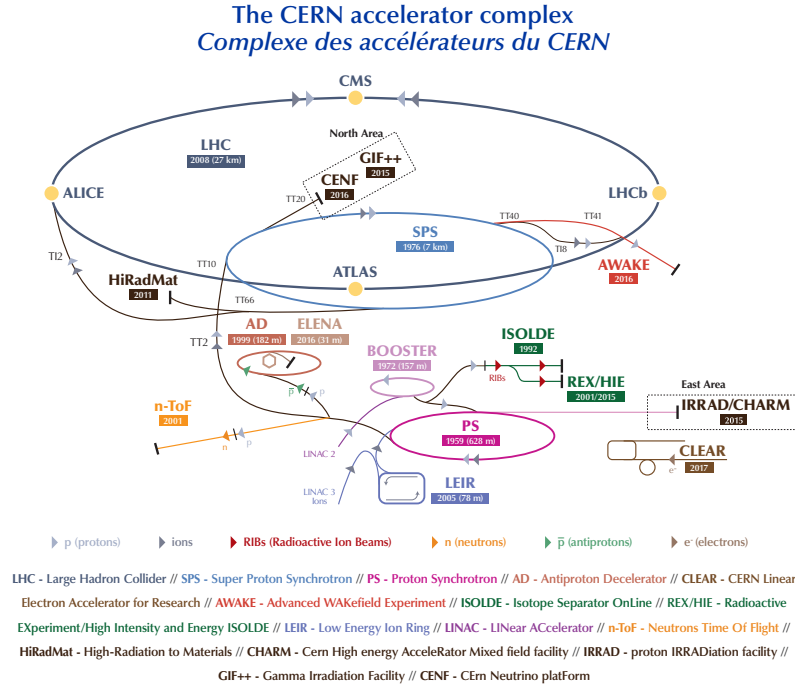 The CERN accelerator complex
Complexe des accélérateurs du CERN
CMS
North Area
LHC
2008 (27 km)
GIF++
2015
CENF
2016
ALICE
LHCb
TT20
TT40
TT41
SPS
1976 (7 km)
TI2
TT10
TI8
AWAKE
2016
ATLAS
HiRadMat
2011
TT66
AD
1999 (182 m)
ELENA
2016 (31 m)
TT2
ISOLDE
1992
BOOSTER
1972 (157 m)
RIBs
REX/HIE
2001/2015
p̅
p
East Area
n-ToF
2001
IRRAD/CHARM
2015
PS
1959 (628 m)
n
p
LINAC 2
CLEAR
2017
e⁻
LINAC 3
Ions
LEIR
2005 (78 m)
p (protons)
ions
RIBs (Radioactive Ion Beams)
n (neutrons)
p̅ (antiprotons)
e⁻ (electrons)
LHC - Large Hadron Collider // SPS - Super Proton Synchrotron // PS - Proton Synchrotron // AD - Antiproton Decelerator // CLEAR - CERN Linear
Electron Accelerator for Research // AWAKE - Advanced WAKefield Experiment // ISOLDE - Isotope Separator OnLine // REX/HIE - Radioactive
EXperiment/High Intensity and Energy ISOLDE // LEIR - Low Energy Ion Ring // LINAC - LINear ACcelerator // n-ToF - Neutrons Time Of Flight //
HiRadMat - High-Radiation to Materials // CHARM - Cern High energy AcceleRator Mixed field facility // IRRAD - proton IRRADiation facility //
GIF++ - Gamma Irradiation Facility // CENF - CErn Neutrino platForm